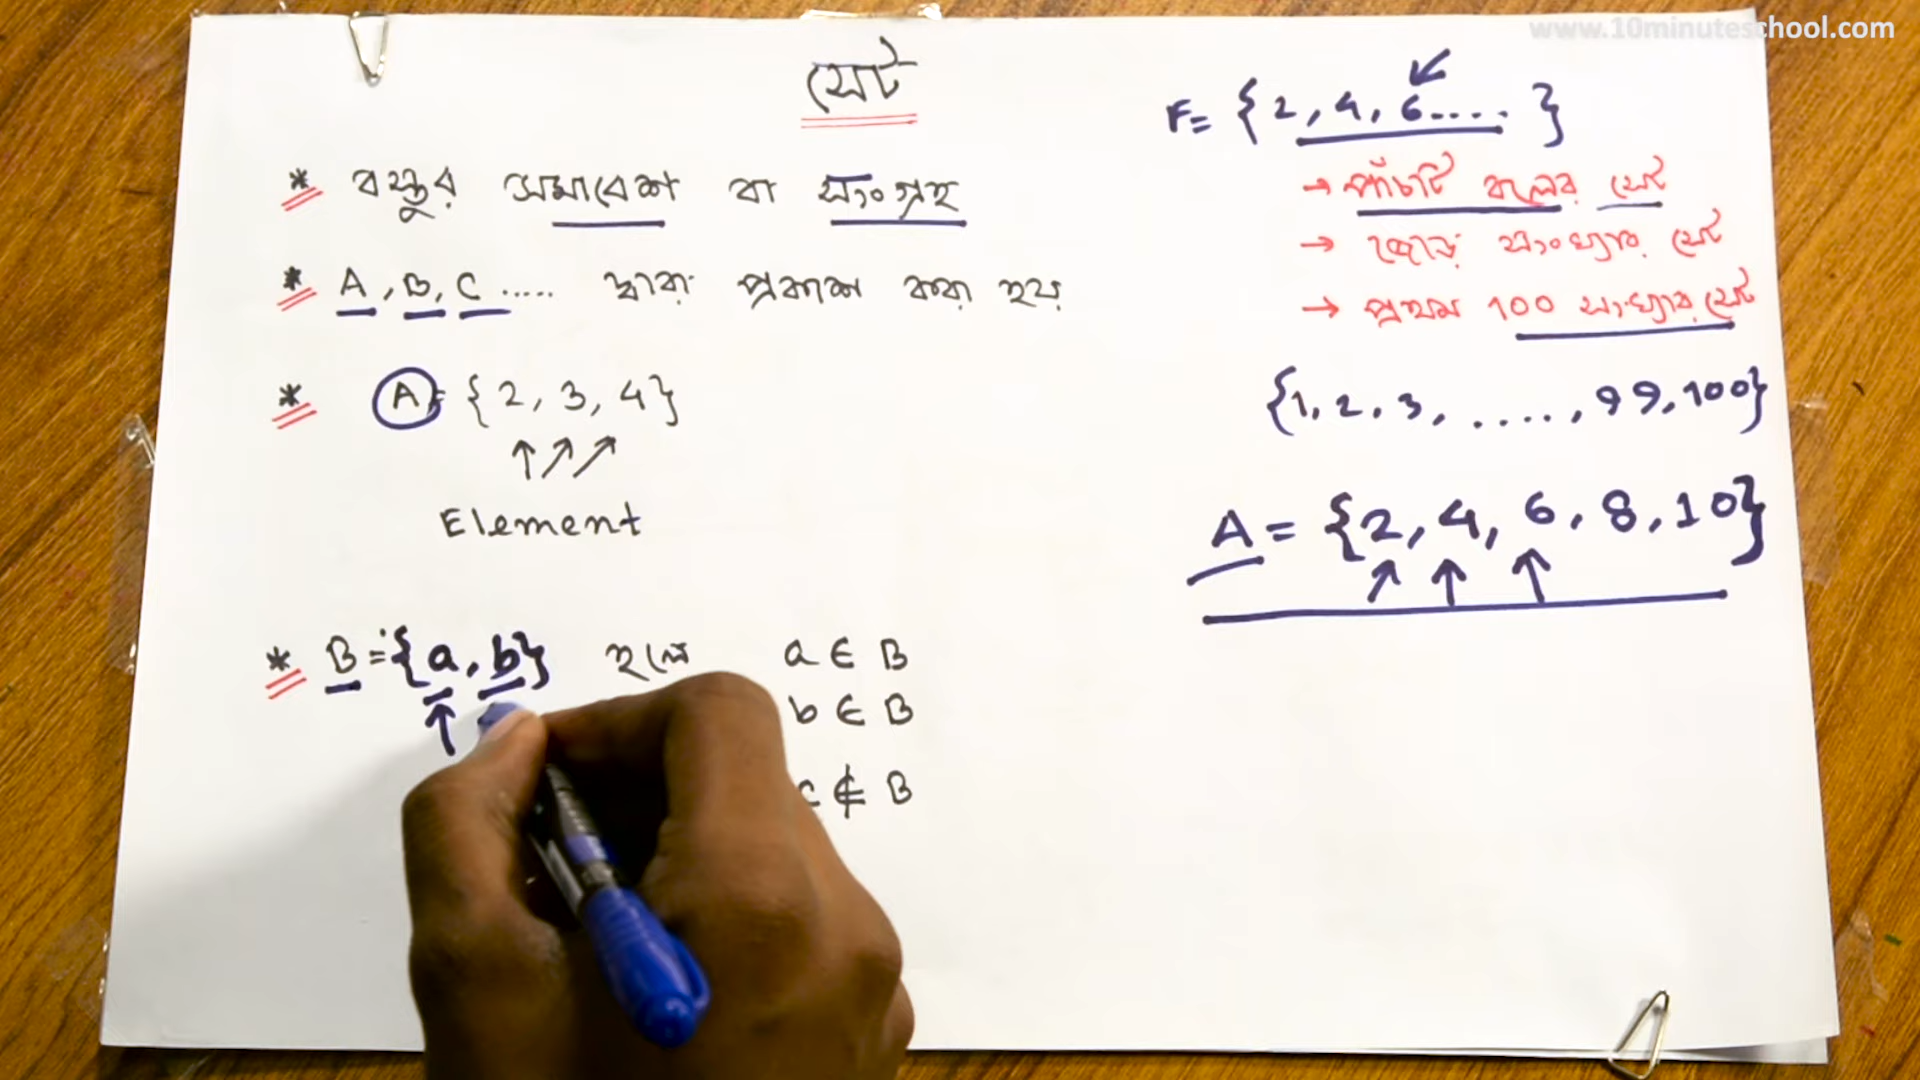 www.10minuteschool.com
সেট
* বস্তুর সমাবেশ বা সংগ্রহ
* A, B, C ..... দ্বারা প্রকাশ করা হয়
* A = {2, 3, 4}
Element
* B = {a, b} হলে a ∈ B
b ∈ B
c ∉ B
F = {2, 4, 6.....}
→ পাঁচটি বলের সেট
→ জোড় সংখ্যার সেট
→ প্রথম 100 সংখ্যার সেট
{1, 2, 3, ....., 99, 100}
A = {2, 4, 6, 8, 10}